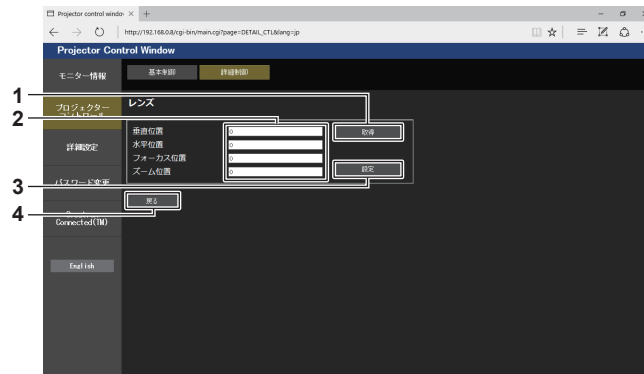 Projector control windov
http://192.168.0.8/cgi-bin/main.cgi?page=DETAIL_CTL&lang=jp
Projector Control Window
モニター情報
基本制御
詳細制御
プロジェクター
コントロール
レンズ
1
2
垂直位置
0
取得
水平位置
0
フォーカス位置
0
ズーム位置
0
設定
詳細設定
パスワード変更
3
戻る
4
Connected(TM)
English